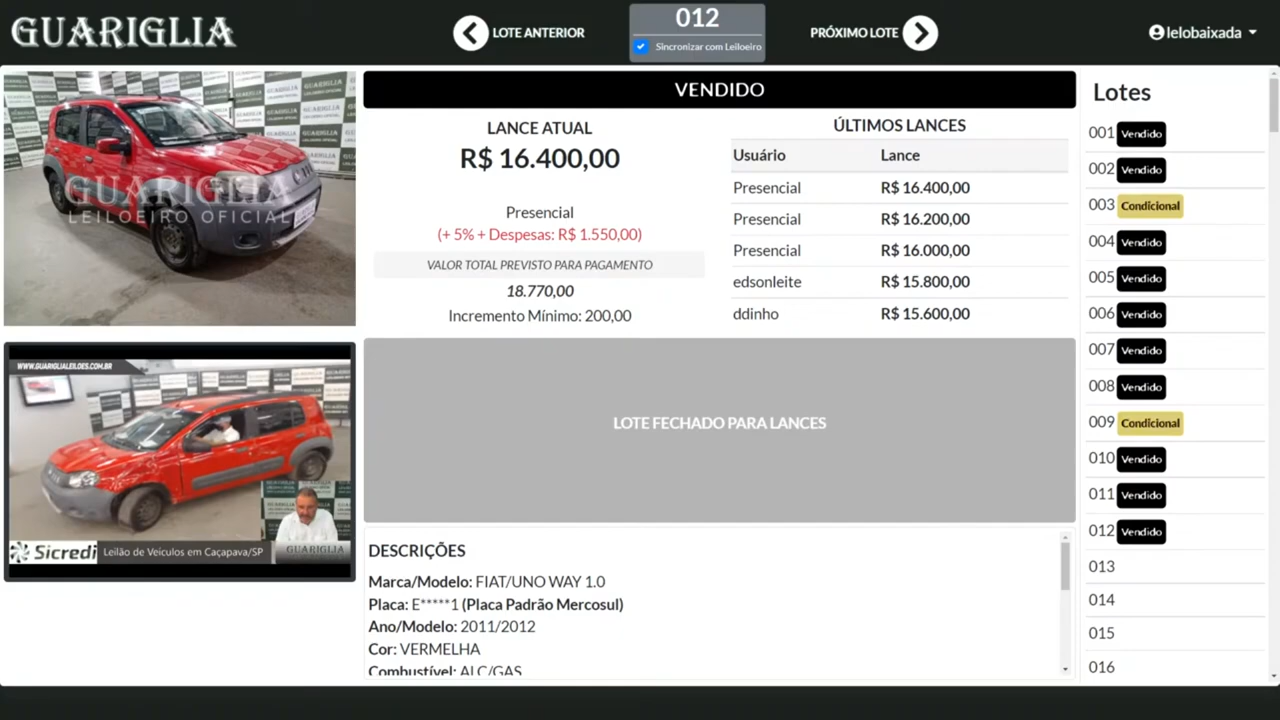 GUARIGLIA
LOTE ANTERIOR
012
Sincronizar com Leiloeiro
PRÓXIMO LOTE
lelobaixada
GUARIGLIA
LEILOEIRO OFICIAL
VENDIDO
LANCE ATUAL
R$ 16.400,00
Presencial
(+ 5% + Despesas: R$ 1.550,00)
VALOR TOTAL PREVISTO PARA PAGAMENTO
18.770,00
Incremento Mínimo: 200,00
ÚLTIMOS LANCES
Usuário Lance
Presencial R$ 16.400,00
Presencial R$ 16.200,00
Presencial R$ 16.000,00
edsonleite R$ 15.800,00
ddinho R$ 15.600,00
LOTE FECHADO PARA LANCES
WWW.GUARIGLIALEILOES.COM.BR
Sicredi
Leilão de Veículos em Caçapava/SP
GUARIGLIA
DESCRIÇÕES
Marca/Modelo: FIAT/UNO WAY 1.0
Placa: E*****1 (Placa Padrão Mercosul)
Ano/Modelo: 2011/2012
Cor: VERMELHA
Combustível: ALC/GAS
Lotes
001 Vendido
002 Vendido
003 Condicional
004 Vendido
005 Vendido
006 Vendido
007 Vendido
008 Vendido
009 Condicional
010 Vendido
011 Vendido
012 Vendido
013
014
015
016